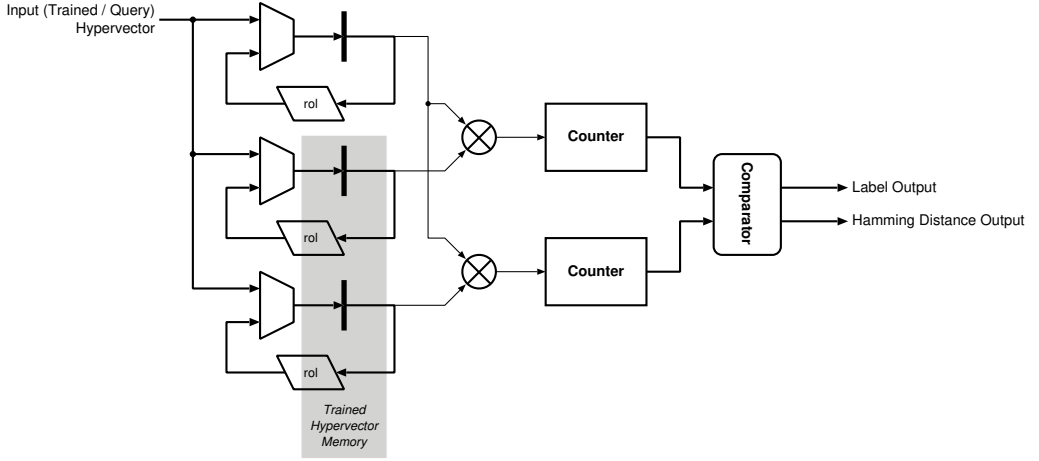 Input (Trained / Query)
Hypervector
rol
rol
rol
Trained
Hypervector
Memory
Counter
Counter
Comparator
Label Output
Hamming Distance Output